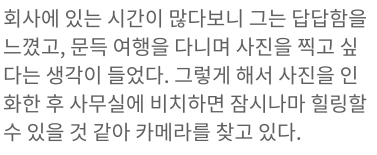 회사에 있는 시간이 많다보니 그는 답답함을
느꼈고, 문득 여행을 다니며 사진을 찍고 싶
다는 생각이 들었다. 그렇게 해서 사진을 인
화한 후 사무실에 비치하면 잠시나마 힐링할
수 있을 것 같아 카메라를 찾고 있다.